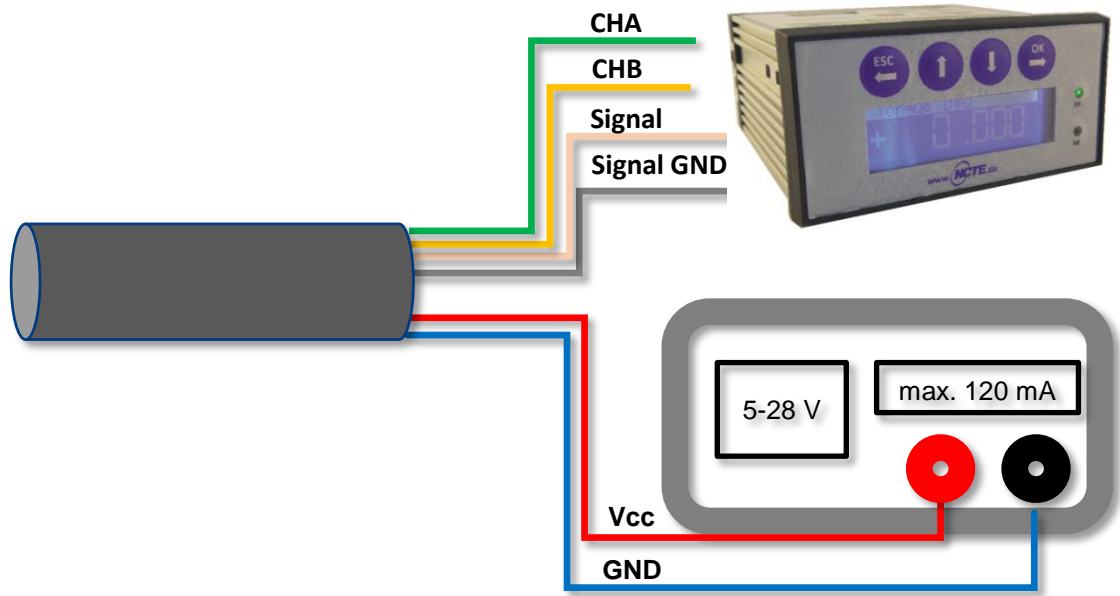 CHA
CHB
Signal
Signal GND
ESC
OK
0.000
www.NCTE.de
5-28 V
max. 120 mA
Vcc
GND